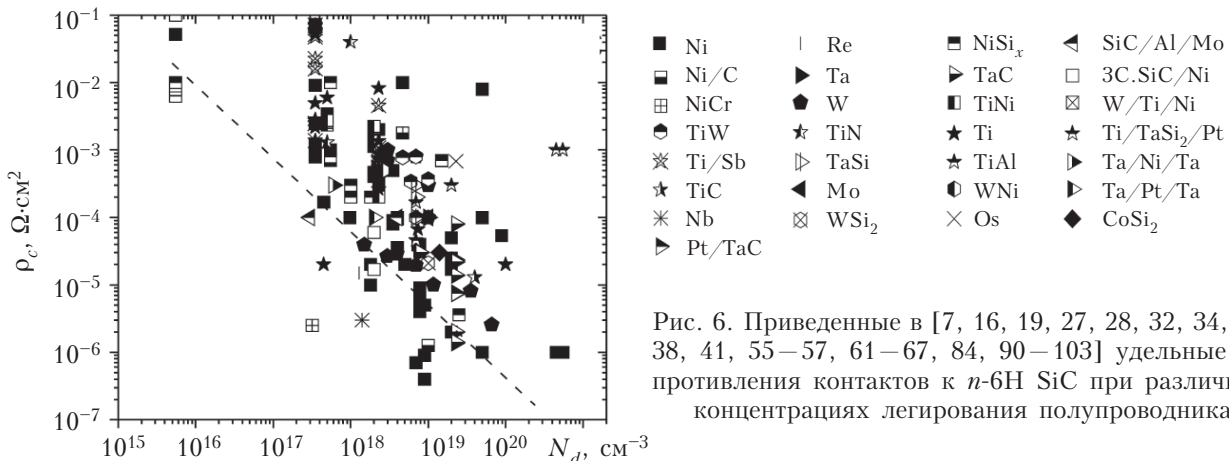 10⁻¹
10⁻²
10⁻³
10⁻⁴
10⁻⁵
10⁻⁶
10⁻⁷
ρc, Ω·см²
10¹⁵ 10¹⁶ 10¹⁷ 10¹⁸ 10¹⁹ 10²⁰
N_d, см⁻³
Ni Re NiSiₓ SiC/Al/Mo
Ni/C Ta TaC 3C.SiC/Ni
NiCr W TiNi W/Ti/Ni
TiW TiN Ti Ti/TaSi₂/Pt
Ti/Sb TaSi TiAl Ta/Ni/Ta
TiC Mo WNi Ta/Pt/Ta
Nb WSi₂ Os CoSi₂
Pt/TaC
Рис. 6. Приведенные в [7, 16, 19, 27, 28, 32, 34,
38, 41, 55—57, 61—67, 84, 90—103] удельные
противления контактов к n-6H SiC при различ
концентрациях легирования полупроводника